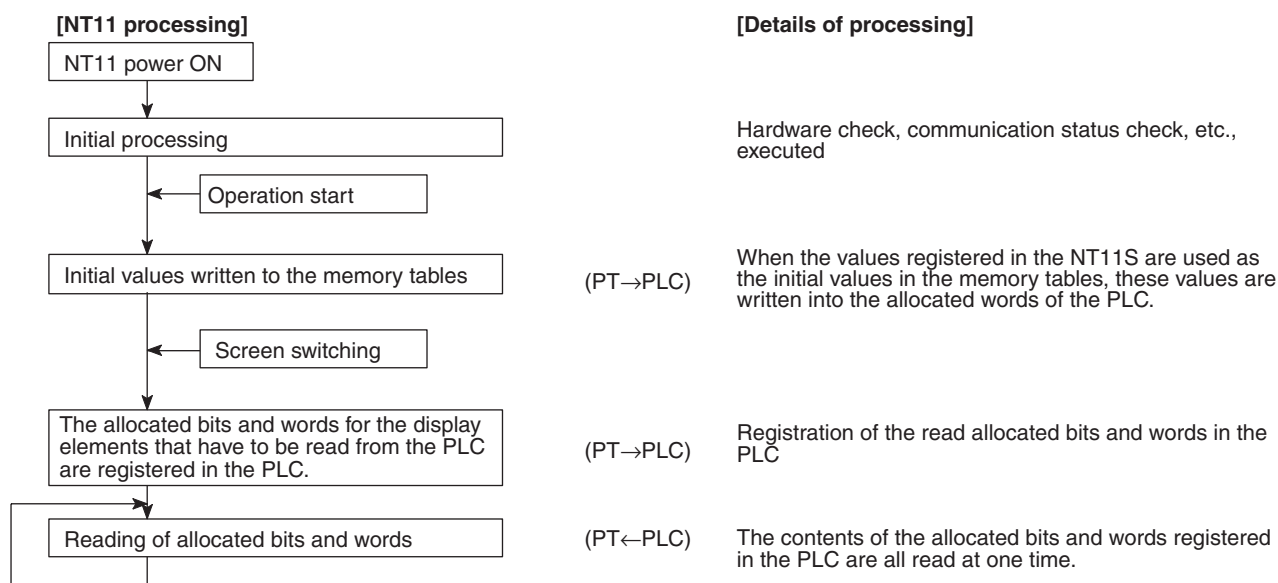 [NT11 processing]
[Details of processing]
NT11 power ON
Initial processing
Hardware check, communication status check, etc.,
executed
Operation start
Initial values written to the memory tables
(PT→PLC)
When the values registered in the NT11S are used as
the initial values in the memory tables, these values are
written into the allocated words of the PLC.
Screen switching
The allocated bits and words for the display
elements that have to be read from the PLC
are registered in the PLC.
(PT→PLC)
Registration of the read allocated bits and words in the
PLC
Reading of allocated bits and words
(PT←PLC)
The contents of the allocated bits and words registered
in the PLC are all read at one time.